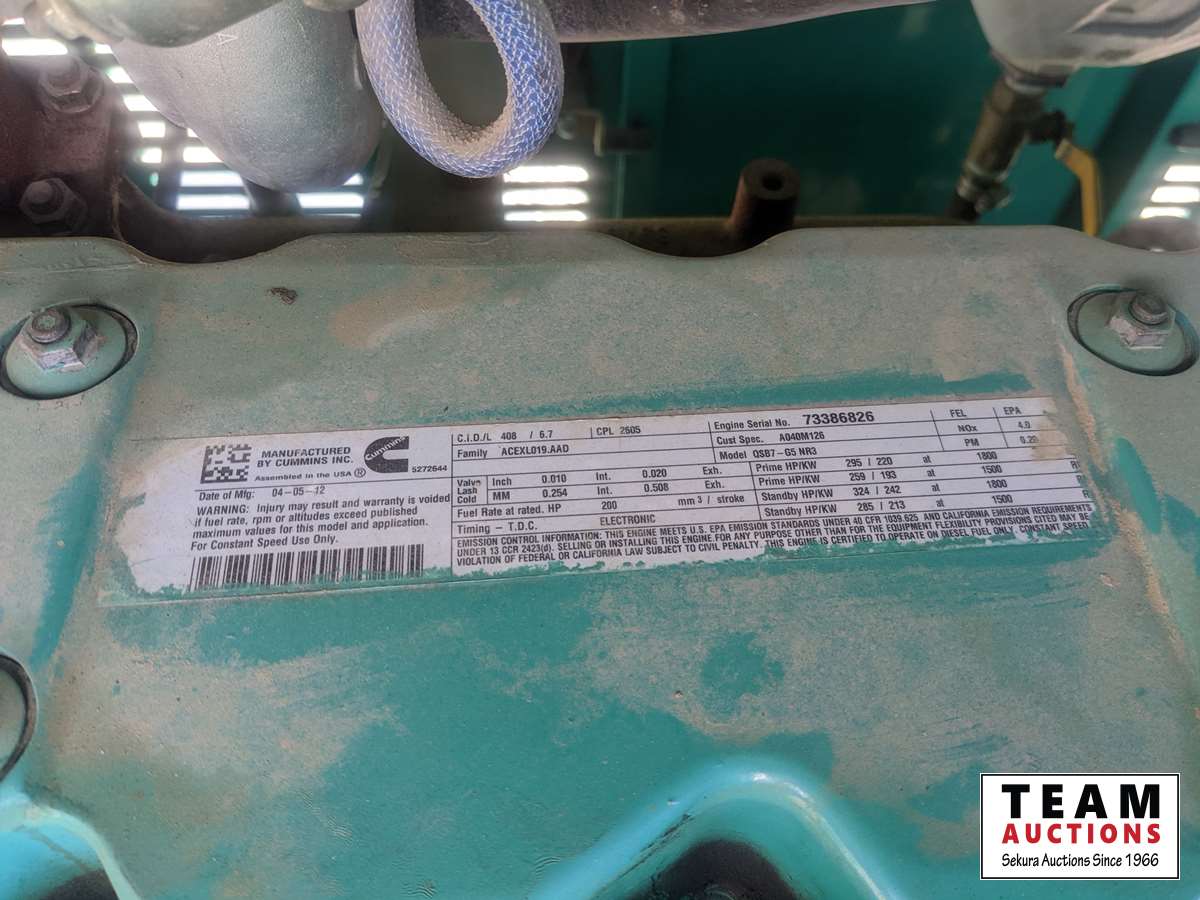 MANUFACTURED
BY CUMMINS INC.
Cummins
Assembled in the USA ®
5272644
Date of Mfg: 04-05-12
WARNING: Injury may result and warranty is voided
if fuel rate, rpm or altitudes exceed published
maximum values for this model and application.
For Constant Speed Use Only.
C.I.D./L 408 / 6.7 CPL 2605
Family ACEXL019.AAD
Valve Lash Cold
Inch 0.010 Int. 0.020 Exh.
MM 0.254 Int. 0.508 Exh.
Fuel Rate at rated. HP 200 mm3 / stroke
Timing - T.D.C. ELECTRONIC
Engine Serial No. 73386826
Cust Spec. A040M126
Model QSB7-G5 NR3
FEL EPA
NOx 4.0
PM 0.20
Prime HP/KW 295 / 220 at 1800
Prime HP/KW 259 / 193 at 1500
Standby HP/KW 324 / 242 at 1800
Standby HP/KW 285 / 213 at 1500
EMISSION CONTROL INFORMATION: THIS ENGINE MEETS U.S. EPA EMISSION STANDARDS UNDER 40 CFR 1039.625 AND CALIFORNIA EMISSION REQUIREMENTS
UNDER 13 CCR 2423(d). SELLING OR INSTALLING THIS ENGINE FOR ANY PURPOSE OTHER THAN FOR THE EQUIPMENT FLEXIBILITY PROVISIONS CITED MAY BE
VIOLATION OF FEDERAL OR CALIFORNIA LAW SUBJECT TO CIVIL PENALTY. THIS ENGINE IS CERTIFIED TO OPERATE ON DIESEL FUEL ONLY. CONSTANT SPEED
TEAM
AUCTIONS
Sekura Auctions Since 1966